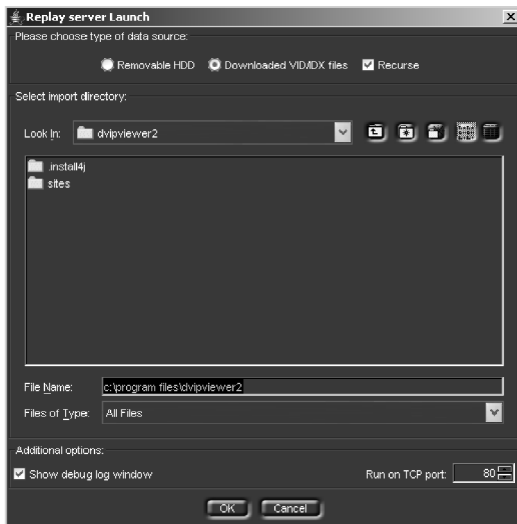 Replay server Launch
Please choose type of data source:
Removable HDD Downloaded VID/IDX files Recurse
Select import directory:
Look In: dvipviewer2
.install4j
sites
File Name: c:\program files\dvipviewer2
Files of Type: All Files
Additional options:
Show debug log window Run on TCP port: 80
OK Cancel